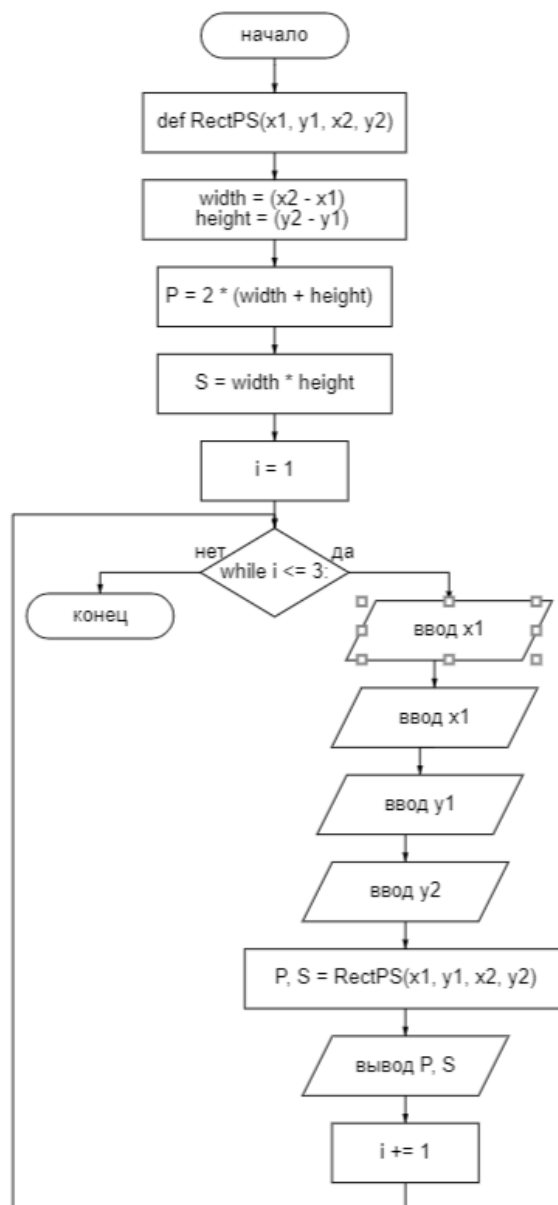 начало
def RectPS(x1, y1, x2, y2)
width = (x2 - x1)
height = (y2 - y1)
P = 2 * (width + height)
S = width * height
i = 1
нет
да
while i <= 3:
конец
ввод x1
ввод x1
ввод y1
ввод y2
P, S = RectPS(x1, y1, x2, y2)
вывод P, S
i += 1